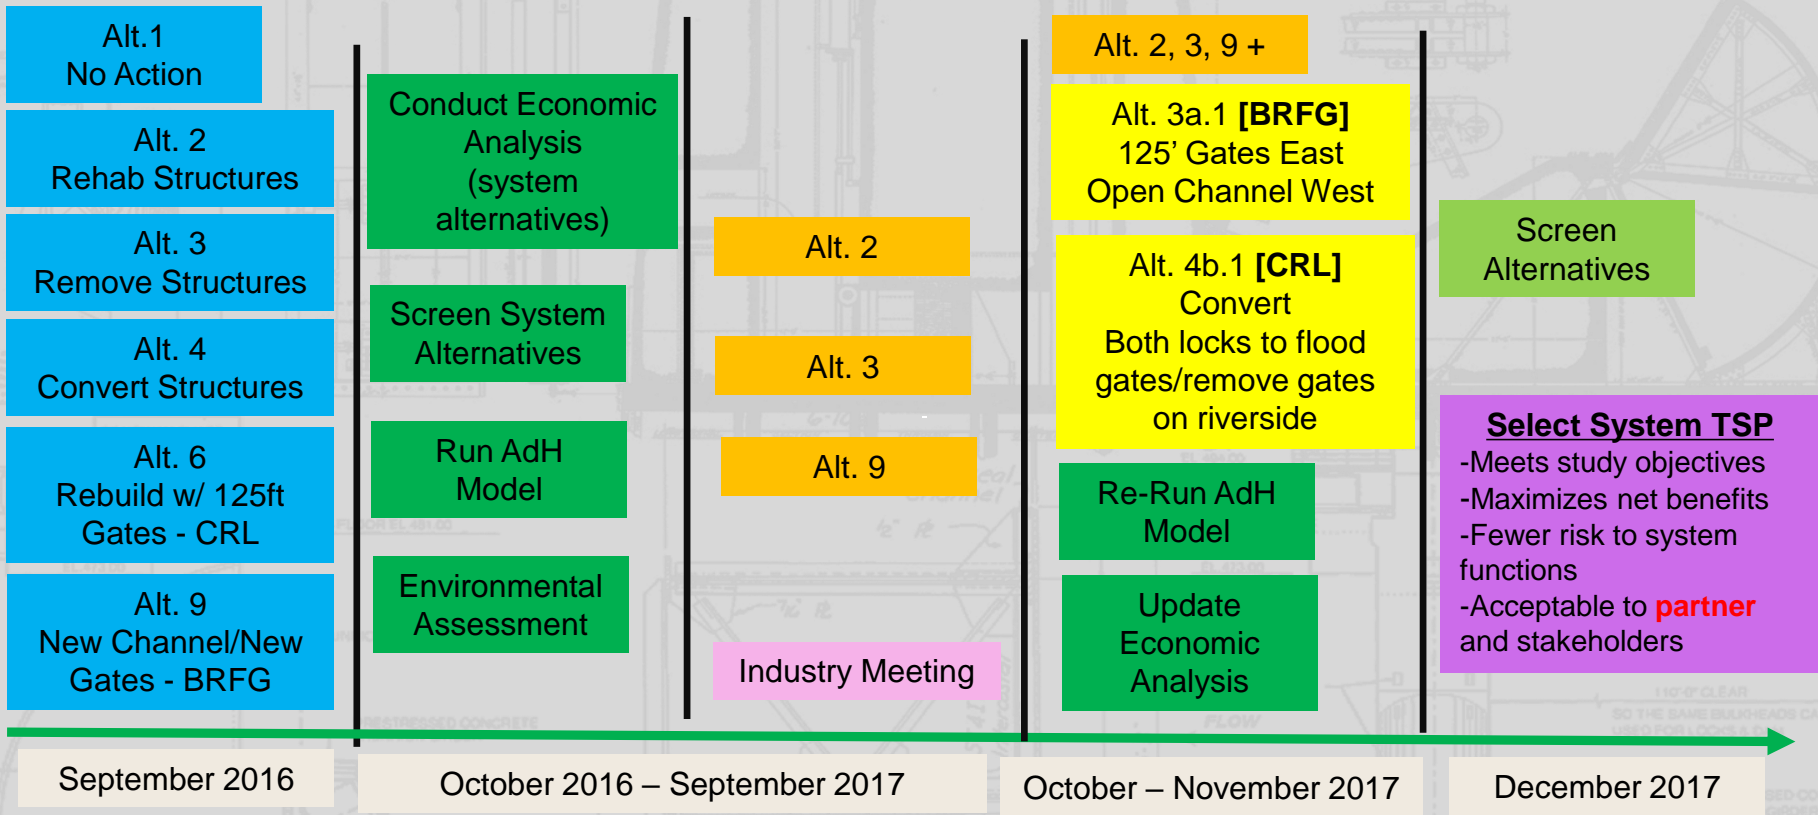 Alt.1
No Action
Alt. 2
Rehab Structures
Alt. 3
Remove Structures
Alt. 4
Convert Structures
Alt. 6
Rebuild w/ 125ft
Gates - CRL
Alt. 9
New Channel/New
Gates - BRFG
Conduct Economic
Analysis
(system
alternatives)
Screen System
Alternatives
Run AdH
Model
Environmental
Assessment
Alt. 2
Alt. 3
Alt. 9
Industry Meeting
Alt. 2, 3, 9 +
Alt. 3a.1 [BRFG]
125’ Gates East
Open Channel West
Alt. 4b.1 [CRL]
Convert
Both locks to flood
gates/remove gates
on riverside
Re-Run AdH
Model
Update
Economic
Analysis
Screen
Alternatives
Select System TSP
-Meets study objectives
-Maximizes net benefits
-Fewer risk to system
functions
-Acceptable to partner
and stakeholders
September 2016
October 2016 – September 2017
October – November 2017
December 2017
RESTRESSED CONCRETE
FLOW
110'-0" CLEAR